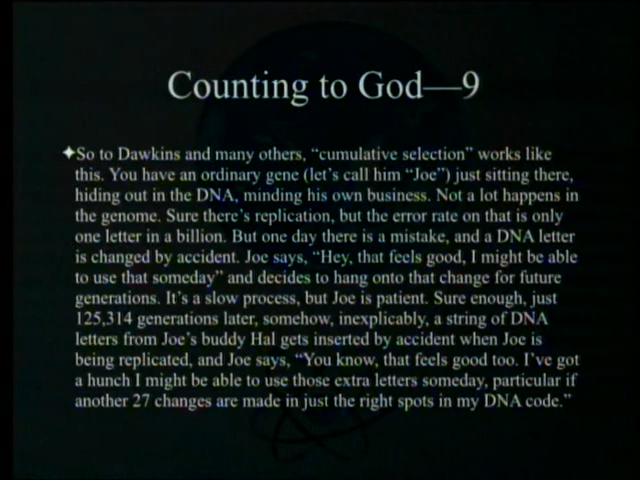 Counting to God—9
✦So to Dawkins and many others, “cumulative selection” works like
this. You have an ordinary gene (let’s call him “Joe”) just sitting there,
hiding out in the DNA, minding his own business. Not a lot happens in
the genome. Sure there’s replication, but the error rate on that is only
one letter in a billion. But one day there is a mistake, and a DNA letter
is changed by accident. Joe says, “Hey, that feels good, I might be able
to use that someday” and decides to hang onto that change for future
generations. It’s a slow process, but Joe is patient. Sure enough, just
125,314 generations later, somehow, inexplicably, a string of DNA
letters from Joe’s buddy Hal gets inserted by accident when Joe is
being replicated, and Joe says, “You know, that feels good too. I’ve got
a hunch I might be able to use those extra letters someday, particular if
another 27 changes are made in just the right spots in my DNA code.”